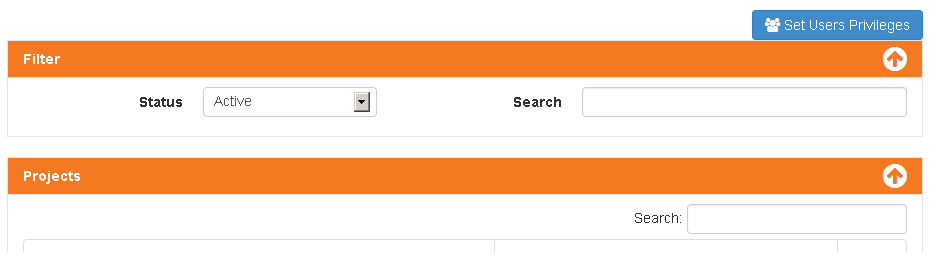 Set Users Privileges
Filter
Status Active Search
Projects
Search: